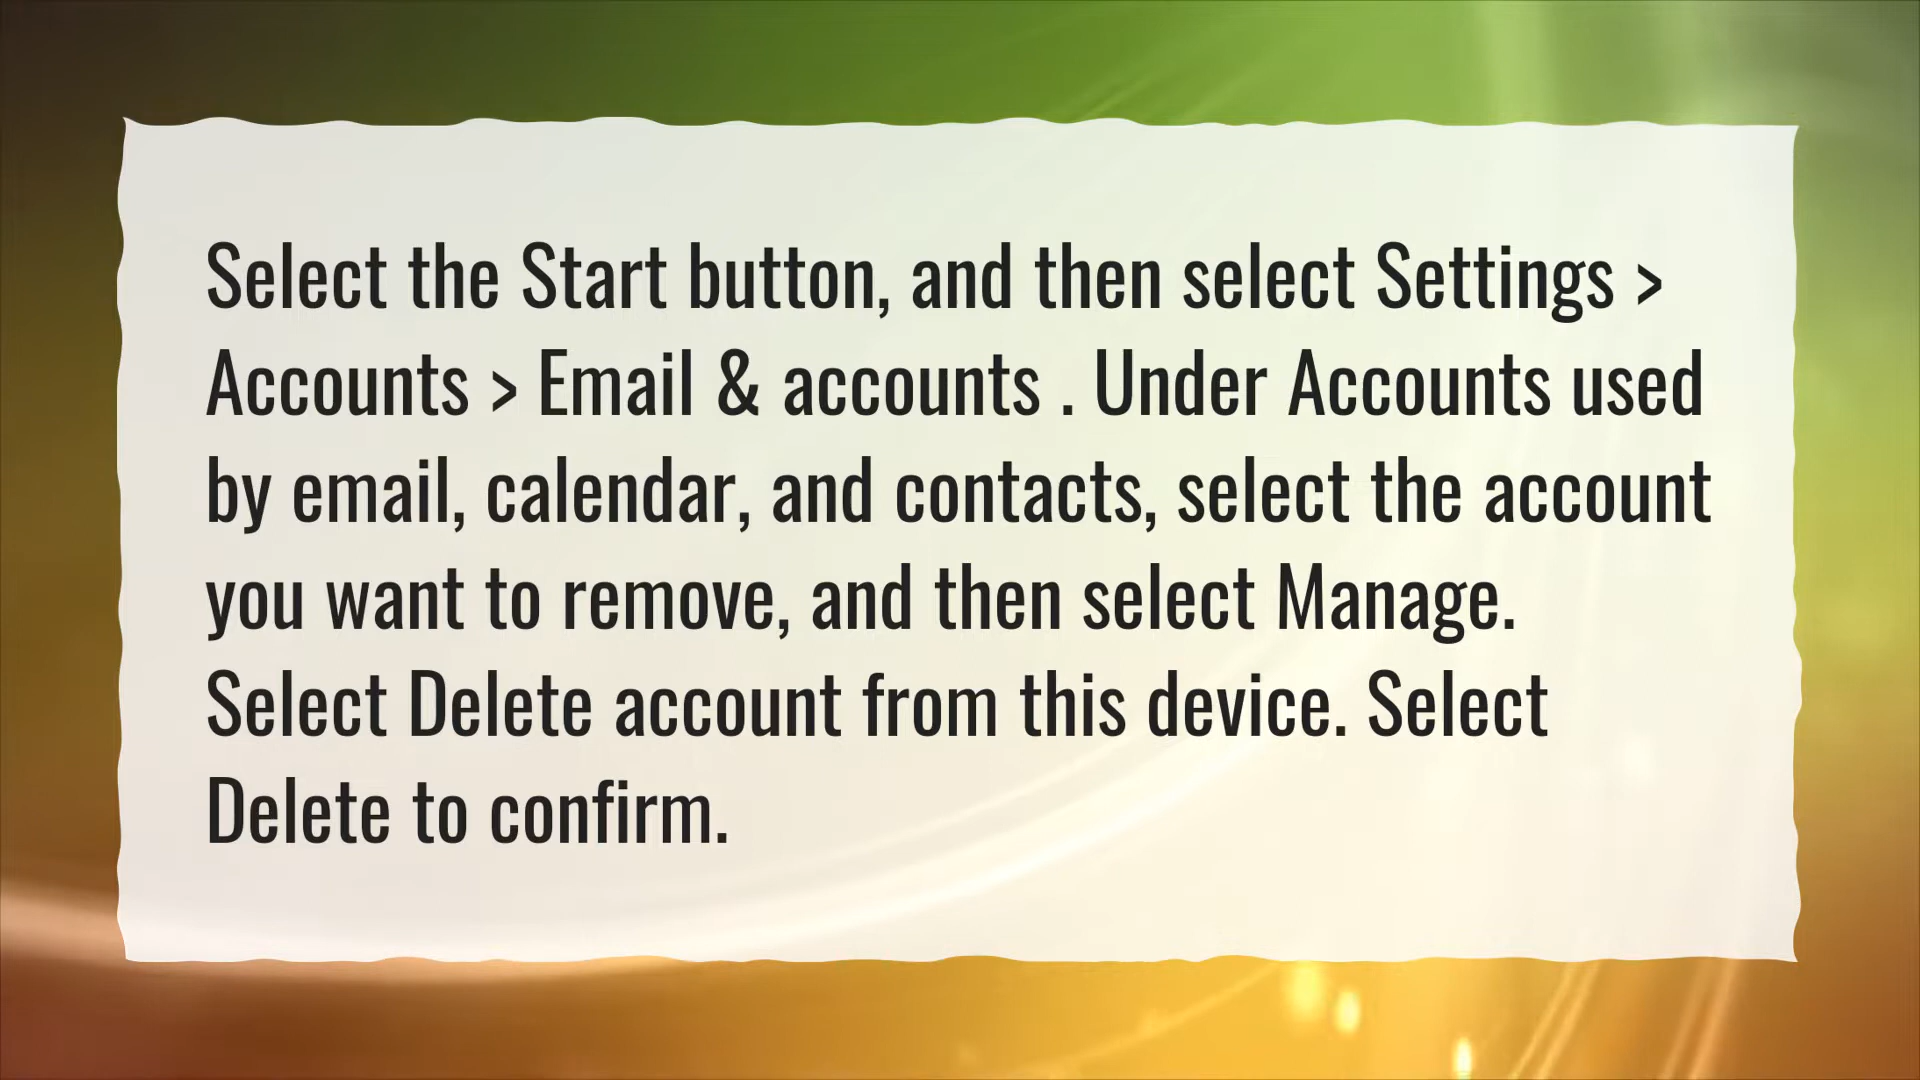 Select the Start button, and then select Settings >
Accounts > Email & accounts . Under Accounts used
by email, calendar, and contacts, select the account
you want to remove, and then select Manage.
Select Delete account from this device. Select
Delete to confirm.